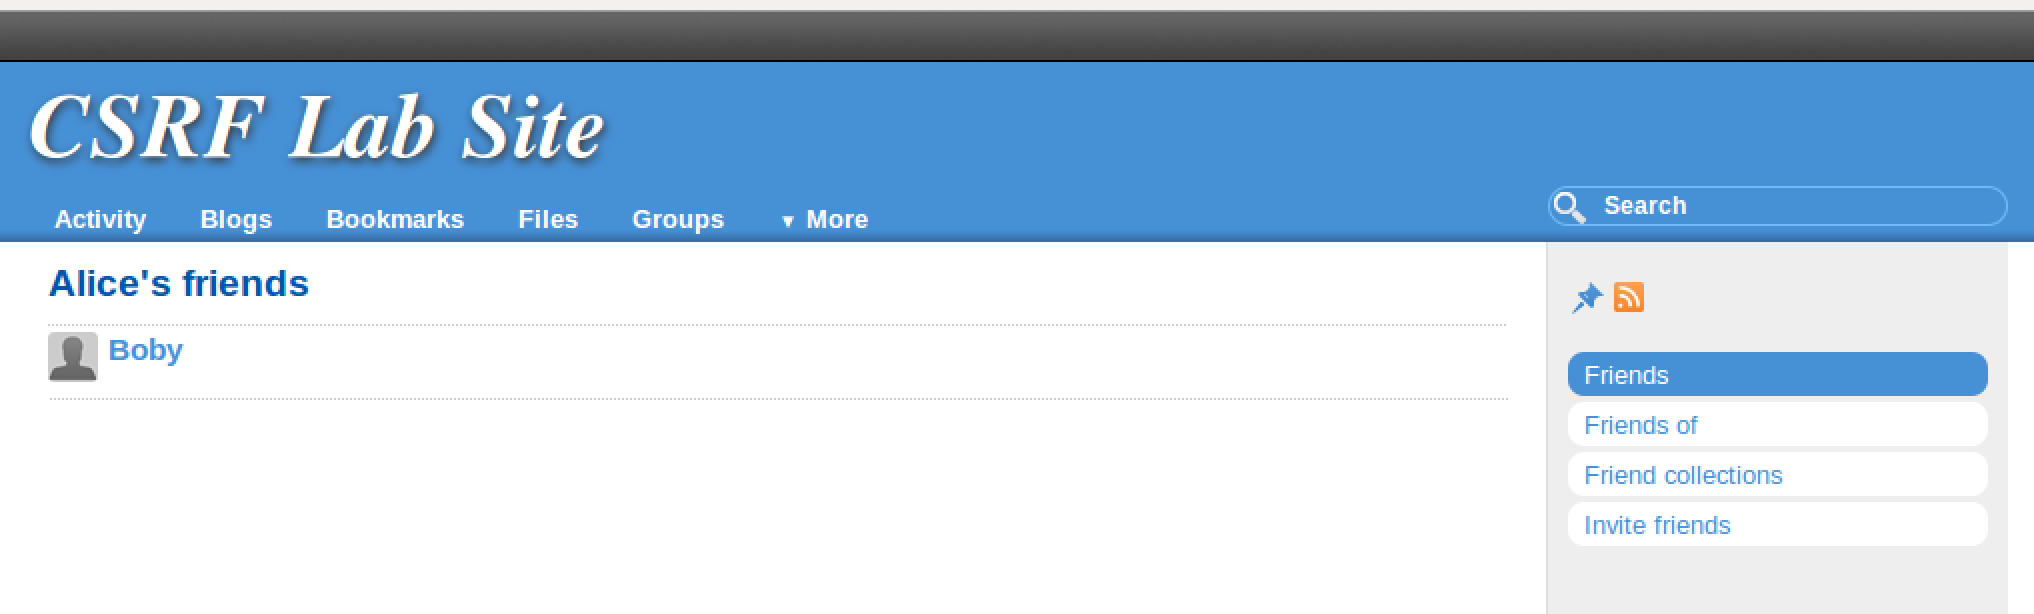 CSRF Lab Site
Activity Blogs Bookmarks Files Groups ▼ More
Search
Alice's friends
Boby
Friends
Friends of
Friend collections
Invite friends